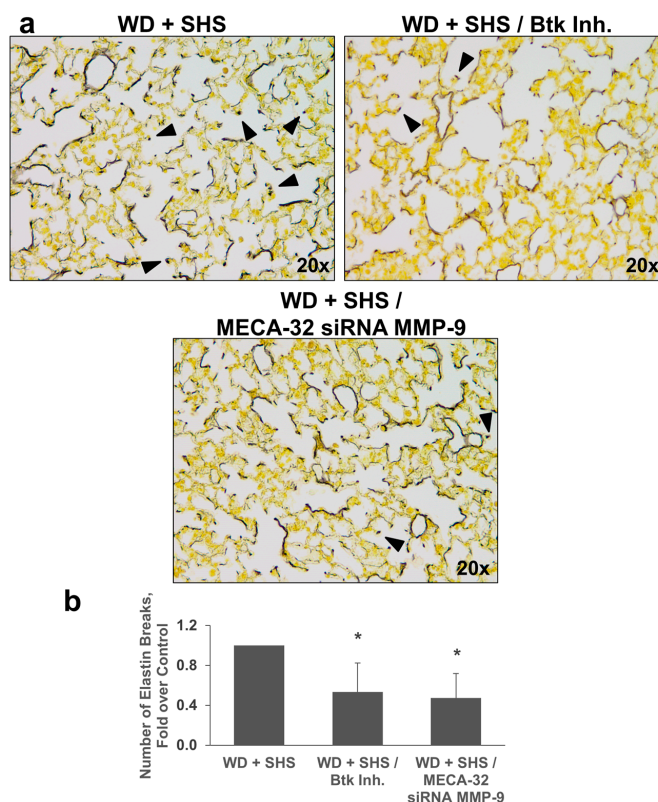 a
WD + SHS
WD + SHS / Btk Inh.
20x
20x
WD + SHS /
MECA-32 siRNA MMP-9
20x
b
Number of Elastin Breaks,
Fold over Control
1.2
0.8
0.4
0.0
*
*
WD + SHS
WD + SHS /
Btk Inh.
WD + SHS /
MECA-32
siRNA MMP-9